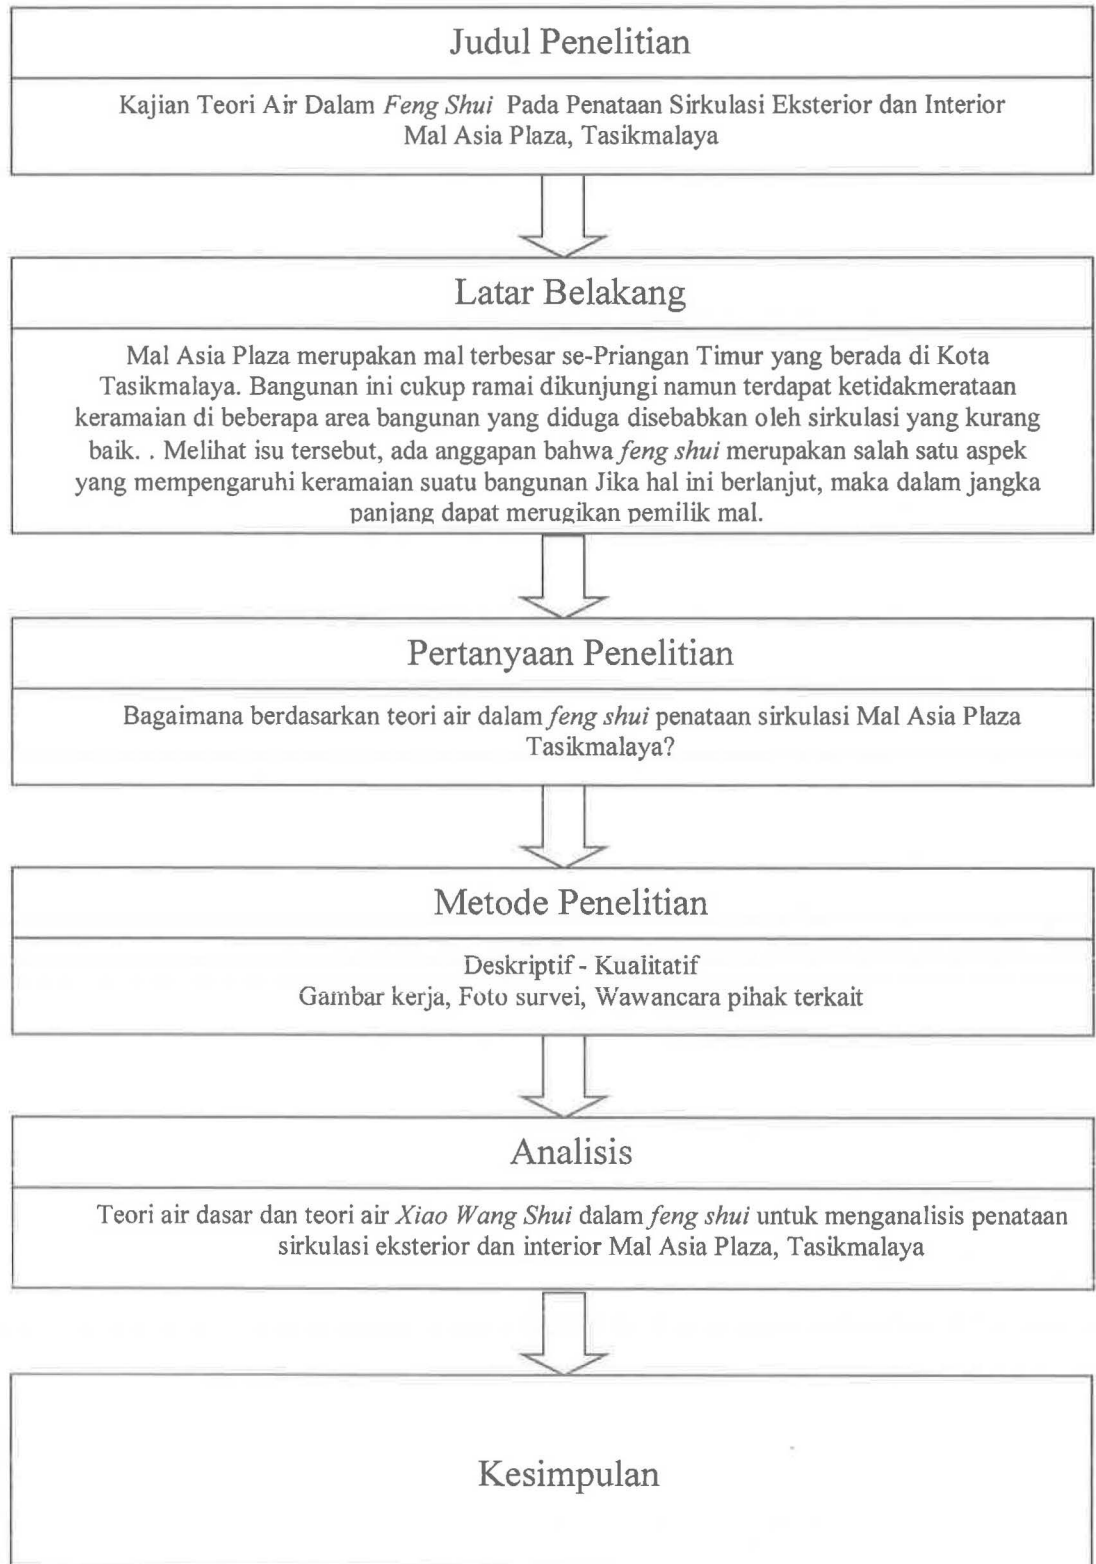 Judul Penelitian
Kajian Teori Air Dalam Feng Shui Pada Penataan Sirkulasi Eksterior dan Interior
Mal Asia Plaza, Tasikmalaya
Latar Belakang
Mal Asia Plaza merupakan mal terbesar se-Priangan Timur yang berada di Kota
Tasikmalaya. Bangunan ini cukup ramai dikunjungi namun terdapat ketidakmerataan
keramaian di beberapa area bangunan yang diduga disebabkan oleh sirkulasi yang kurang
baik. . Melihat isu tersebut, ada anggapan bahwa feng shui merupakan salah satu aspek
yang mempengaruhi keramaian suatu bangunan Jika hal ini berlanjut, maka dalam jangka
panjang dapat merugikan pemilik mal.
Pertanyaan Penelitian
Bagaimana berdasarkan teori air dalam feng shui penataan sirkulasi Mal Asia Plaza
Tasikmalaya?
Metode Penelitian
Deskriptif - Kualitatif
Gambar kerja, Foto survei, Wawancara pihak terkait
Analisis
Teori air dasar dan teori air Xiao Wang Shui dalam feng shui untuk menganalisis penataan
sirkulasi eksterior dan interior Mal Asia Plaza, Tasikmalaya
Kesimpulan